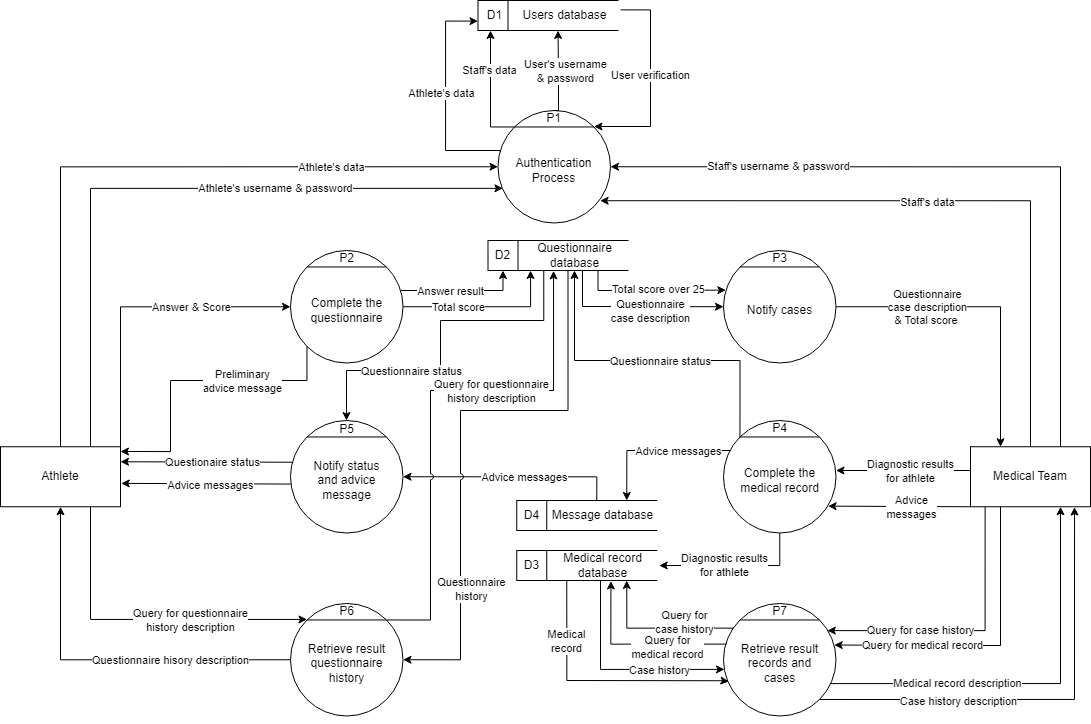 D1
Users database
Staff's data
User's username
& password
User verification
Athlete's data
P1
Authentication
Process
Athlete's data
Staff's username & password
Athlete's username & password
Staff's data
D2
Questionnaire
database
P2
P3
Answer result
Total score over 25
Questionnaire
case description
& Total score
Answer & Score
Complete the
questionnaire
Total score
Questionnaire
case description
Notify cases
Questionnaire status
Preliminary
advice message
Questionnaire status
Query for questionnaire
history description
P5
P4
Athlete
Questionaire status
Notify status
and advice
message
Advice messages
Advice messages
Advice messages
Complete the
medical record
Diagnostic results
for athlete
Advice
messages
Medical Team
D4
Message database
D3
Medical record
database
Diagnostic results
for athlete
Questionnaire
history
P6
P7
Query for questionnaire
history description
Query for
case history
Query for
medical record
Medical
record
Case history
Query for case history
Query for medical record
Retrieve result
questionnaire
history
Retrieve result
records and
cases
Questionnaire hisory description
Medical record description
Case history description